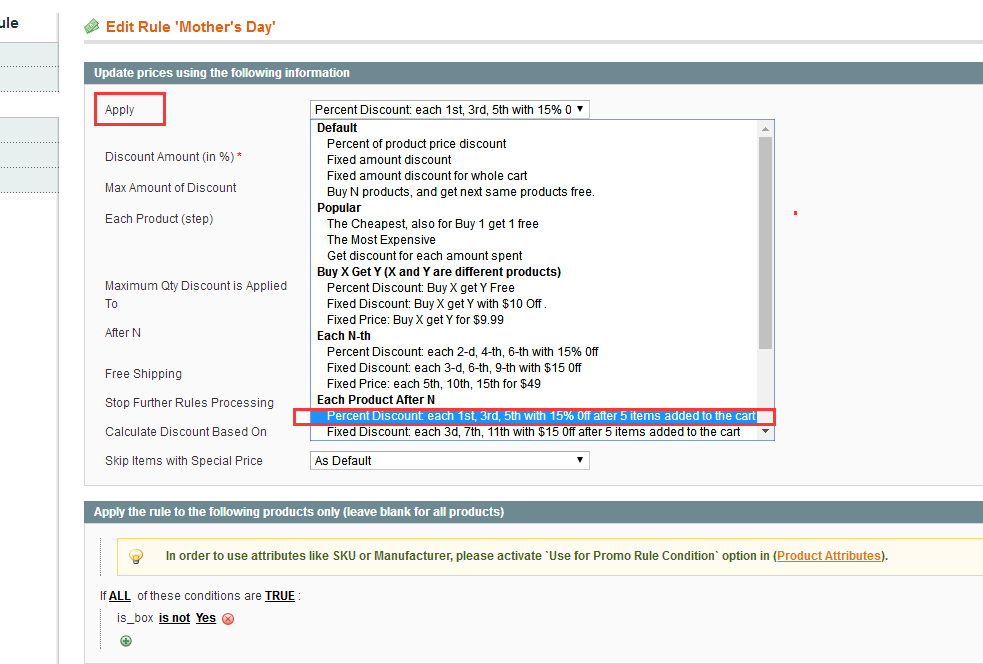 ule
Edit Rule 'Mother's Day'
Update prices using the following information
Apply
Percent Discount: each 1st, 3rd, 5th with 15% 0
Default
Percent of product price discount
Fixed amount discount
Fixed amount discount for whole cart
Buy N products, and get next same products free.
Popular
The Cheapest, also for Buy 1 get 1 free
The Most Expensive
Get discount for each amount spent
Buy X Get Y (X and Y are different products)
Percent Discount: Buy X get Y Free
Fixed Discount: Buy X get Y with $10 Off .
Fixed Price: Buy X get Y for $9.99
Each N-th
Percent Discount: each 2-d, 4-th, 6-th with 15% 0ff
Fixed Discount: each 3-d, 6-th, 9-th with $15 0ff
Fixed Price: each 5th, 10th, 15th for $49
Each Product After N
Percent Discount: each 1st, 3rd, 5th with 15% 0ff after 5 items added to the cart
Fixed Discount: each 3d, 7th, 11th with $15 0ff after 5 items added to the cart
Discount Amount (in %) *
Max Amount of Discount
Each Product (step)
Maximum Qty Discount is Applied
To
After N
Free Shipping
Stop Further Rules Processing
Calculate Discount Based On
Skip Items with Special Price
As Default
Apply the rule to the following products only (leave blank for all products)
In order to use attributes like SKU or Manufacturer, please activate `Use for Promo Rule Condition` option in (Product Attributes).
If ALL of these conditions are TRUE :
is_box is not Yes